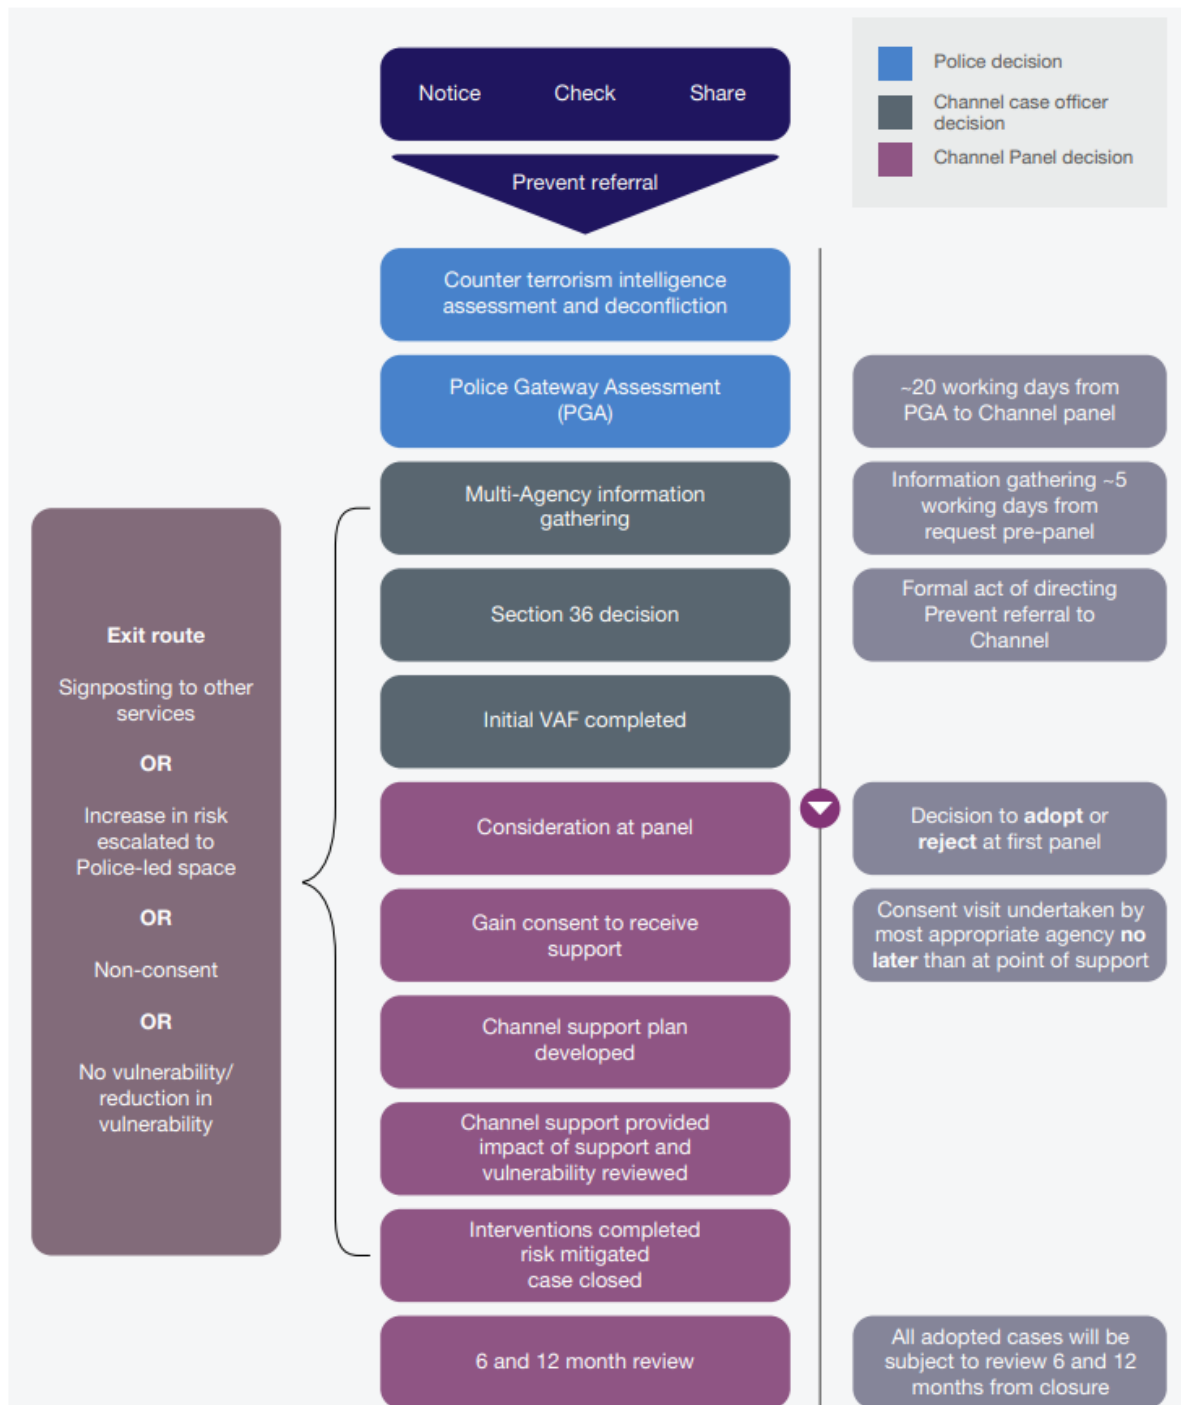 Notice Check Share
Prevent referral
Police decision
Channel case officer
decision
Channel Panel decision
Counter terrorism intelligence
assessment and deconfliction
Police Gateway Assessment
(PGA)
~20 working days from
PGA to Channel panel
Multi-Agency information
gathering
Information gathering ~5
working days from
request pre-panel
Section 36 decision
Formal act of directing
Prevent referral to
Channel
Initial VAF completed
Consideration at panel
Decision to adopt or
reject at first panel
Gain consent to receive
support
Consent visit undertaken by
most appropriate agency no
later than at point of support
Channel support plan
developed
Channel support provided
impact of support and
vulnerability reviewed
Interventions completed
risk mitigated
case closed
6 and 12 month review
All adopted cases will be
subject to review 6 and 12
months from closure
Exit route
Signposting to other
services
OR
Increase in risk
escalated to
Police-led space
OR
Non-consent
OR
No vulnerability/
reduction in
vulnerability